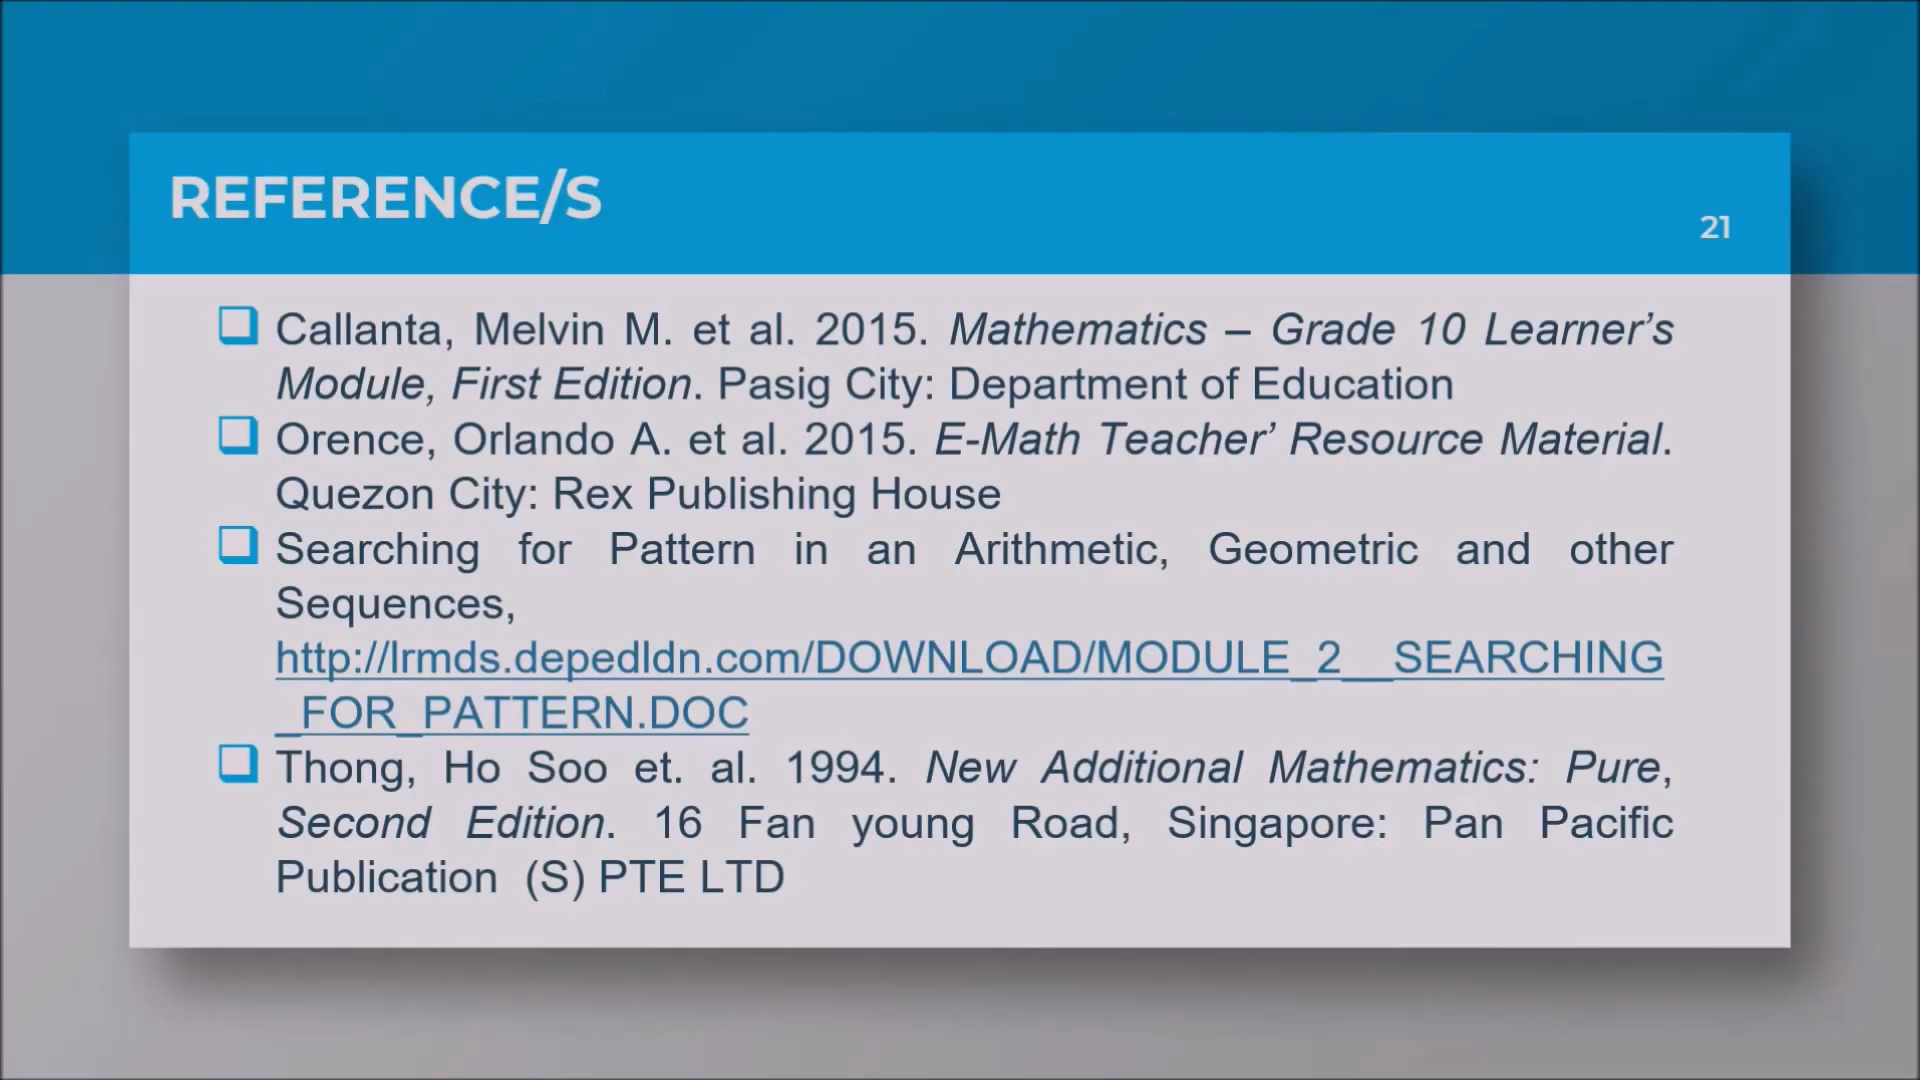 REFERENCE/S
21
Callanta, Melvin M. et al. 2015. Mathematics – Grade 10 Learner’s
Module, First Edition. Pasig City: Department of Education
Orence, Orlando A. et al. 2015. E-Math Teacher’ Resource Material.
Quezon City: Rex Publishing House
Searching for Pattern in an Arithmetic, Geometric and other
Sequences,
http://lrmds.depedldn.com/DOWNLOAD/MODULE_2__SEARCHING
_FOR_PATTERN.DOC
Thong, Ho Soo et. al. 1994. New Additional Mathematics: Pure,
Second Edition. 16 Fan young Road, Singapore: Pan Pacific
Publication (S) PTE LTD